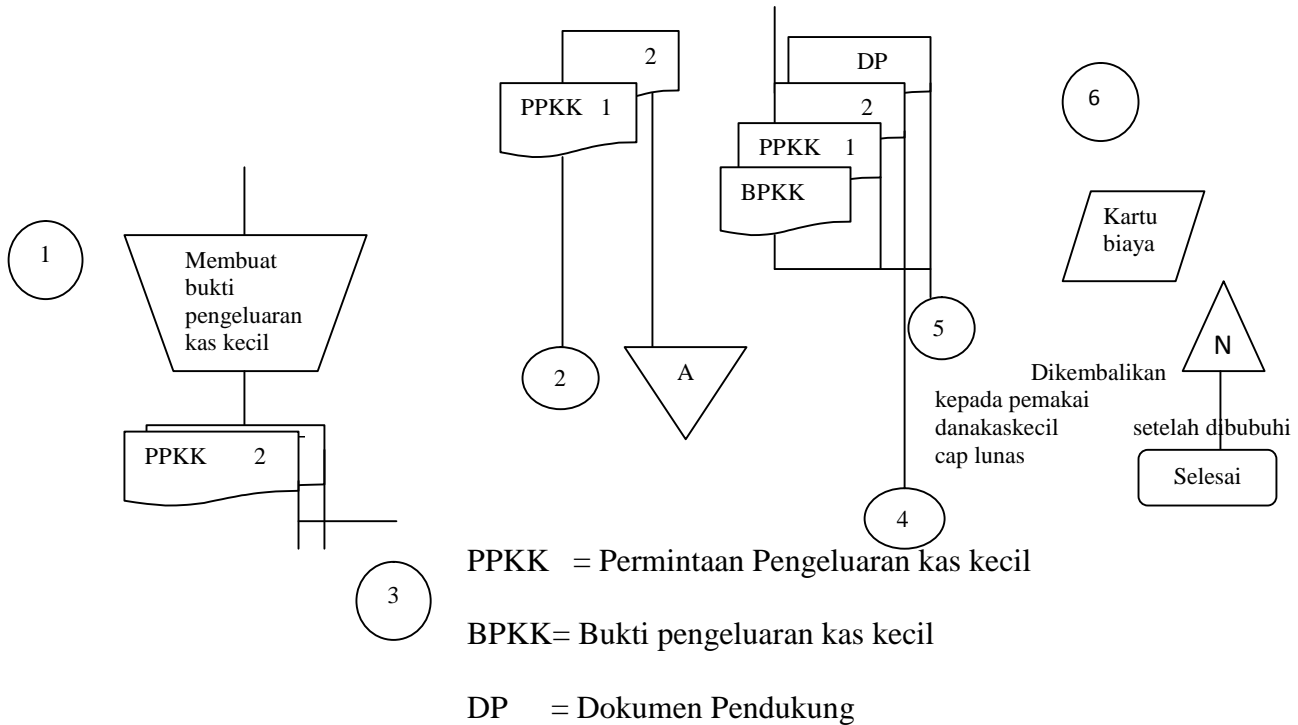 1
Membuat
bukti
pengeluaran
kas kecil
PPKK 2
3
2
PPKK 1
2
A
DP
2
PPKK 1
BPKK
5
4
6
Kartu
biaya
N
Dikembalikan
kepada pemakai
danakaskecil setelah dibubuhi
cap lunas
Selesai
PPKK = Permintaan Pengeluaran kas kecil
BPKK= Bukti pengeluaran kas kecil
DP = Dokumen Pendukung